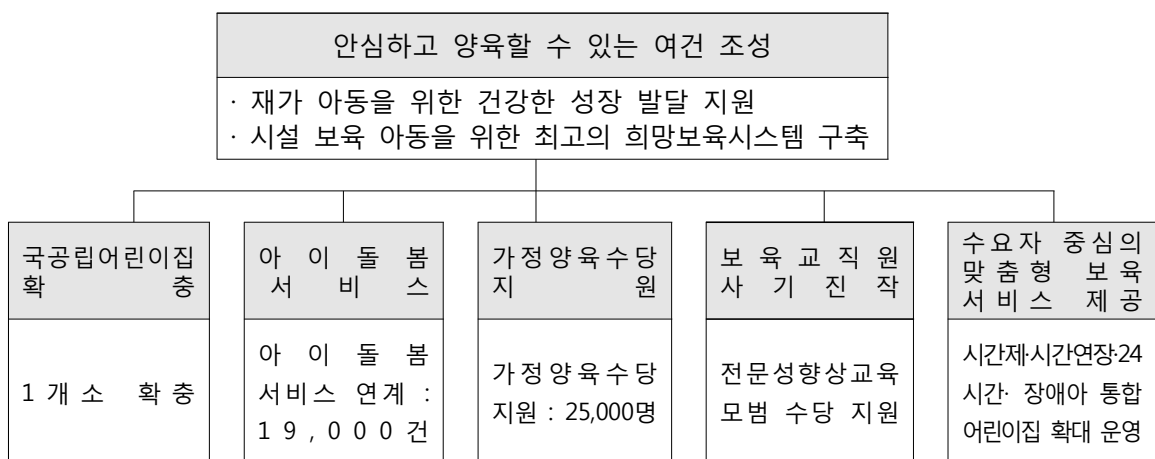 안심하고 양육할 수 있는 여건 조성
· 재가 아동을 위한 건강한 성장 발달 지원
· 시설 보육 아동을 위한 최고의 희망보육시스템 구축
국공립어린이집
확 충
1개소 확충
아이돌봄
서비스
아이돌봄
서비스 연계 :
19,000건
가정양육수당
지 원
가정양육수당
지원 : 25,000명
보육교직원
사기진작
전문성향상교육
모범 수당 지원
수요자 중심의
맞춤형 보육
서비스 제공
시간제·시간연장·24
시간· 장애아 통합
어린이집 확대 운영